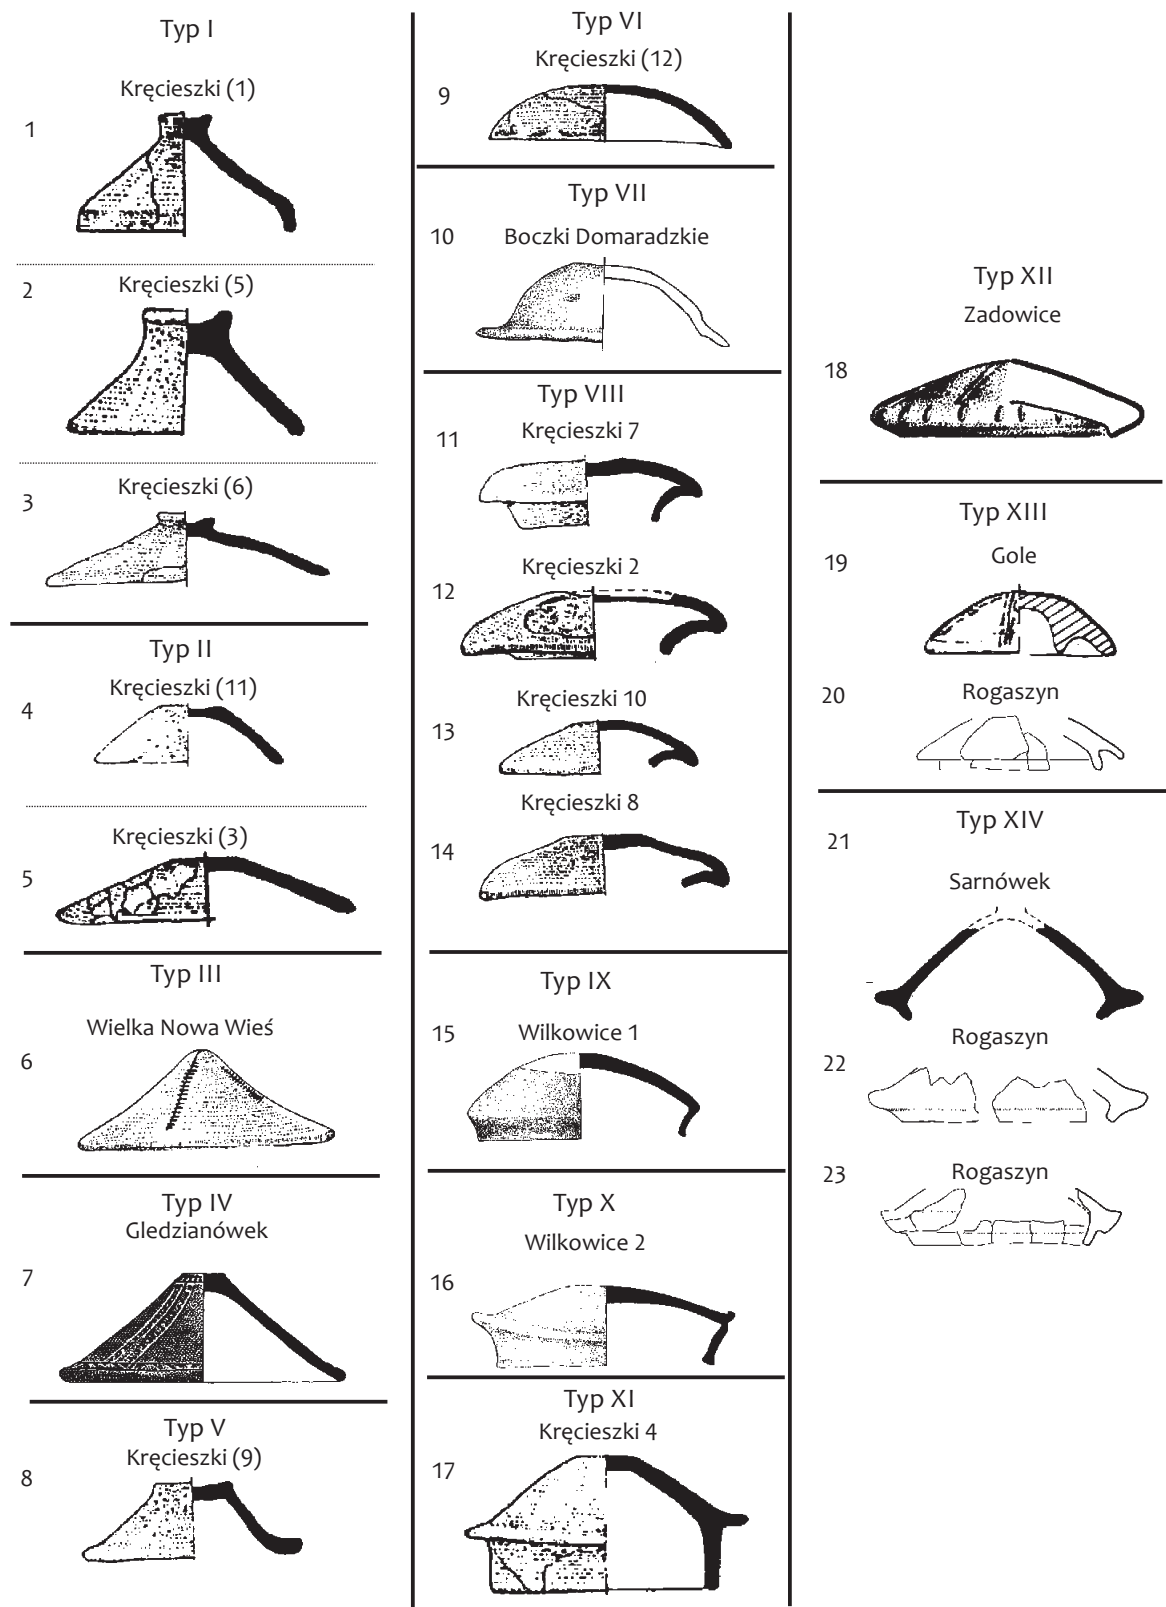 Typ I
Kręcieszki (1)
1
Kręcieszki (5)
2
Kręcieszki (6)
3
Typ II
Kręcieszki (11)
4
Kręcieszki (3)
5
Typ III
Wielka Nowa Wieś
6
Typ IV
Gledzianówek
7
Typ V
Kręcieszki (9)
8
Typ VI
Kręcieszki (12)
9
Typ VII
10 Boczki Domaradzkie
Typ VIII
Kręcieszki 7
11
Kręcieszki 2
12
Kręcieszki 10
13
Kręcieszki 8
14
Typ IX
15 Wilkowice 1
Typ X
Wilkowice 2
16
Typ XI
Kręcieszki 4
17
Typ XII
Zadowice
18
Typ XIII
Gole
19
Rogaszyn
20
Typ XIV
21
Sarnówek
Rogaszyn
22
Rogaszyn
23